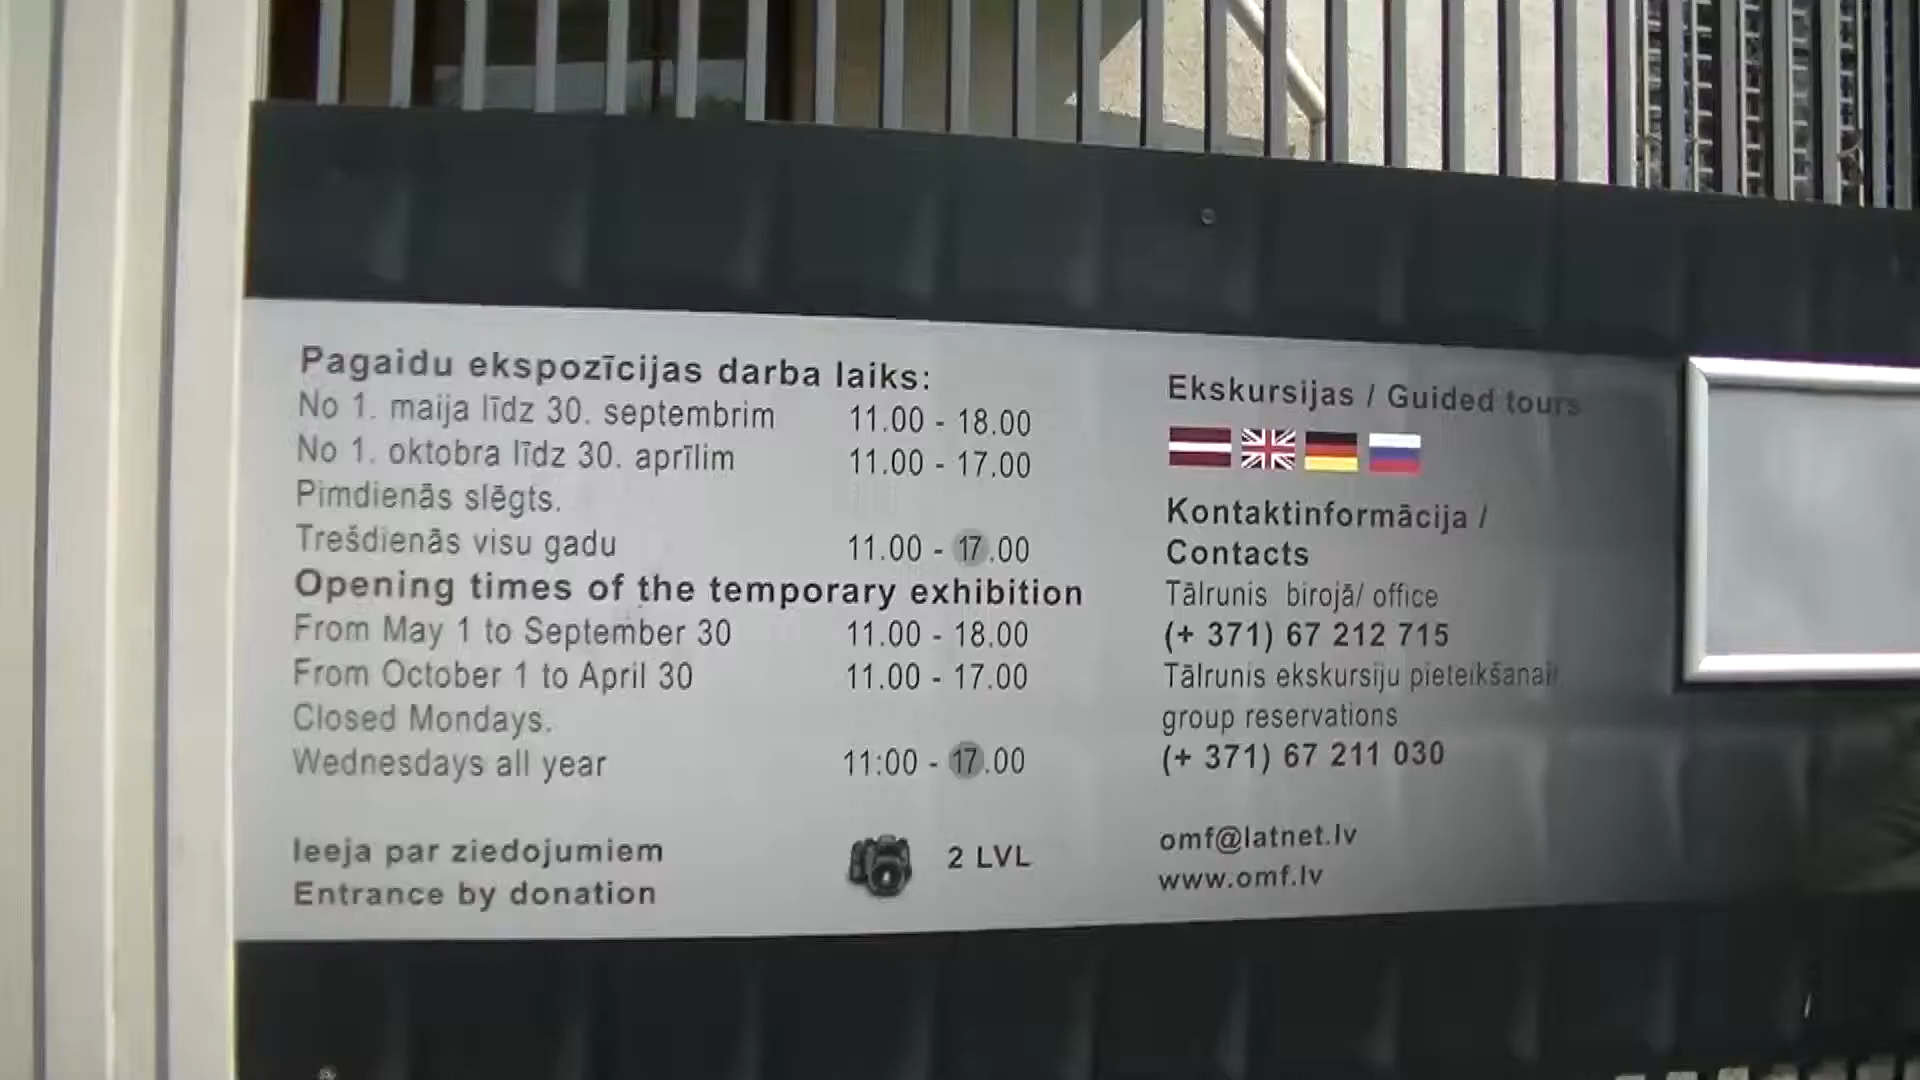 Pagaidu ekspozīcijas darba laiks:
No 1. maija līdz 30. septembrim 11.00 - 18.00
No 1. oktobra līdz 30. aprīlim 11.00 - 17.00
Pimdienās slēgts.
Trešdienās visu gadu 11.00 - 17.00
Opening times of the temporary exhibition
From May 1 to September 30 11.00 - 18.00
From October 1 to April 30 11.00 - 17.00
Closed Mondays.
Wednesdays all year 11:00 - 17.00
Ieeja par ziedojumiem
Entrance by donation
2 LVL
Ekskursijas / Guided tours
Kontaktinformācija /
Contacts
Tālrunis birojā/ office
(+ 371) 67 212 715
Tālrunis ekskursiju pieteikšanai/
group reservations
(+ 371) 67 211 030
omf@latnet.lv
www.omf.lv